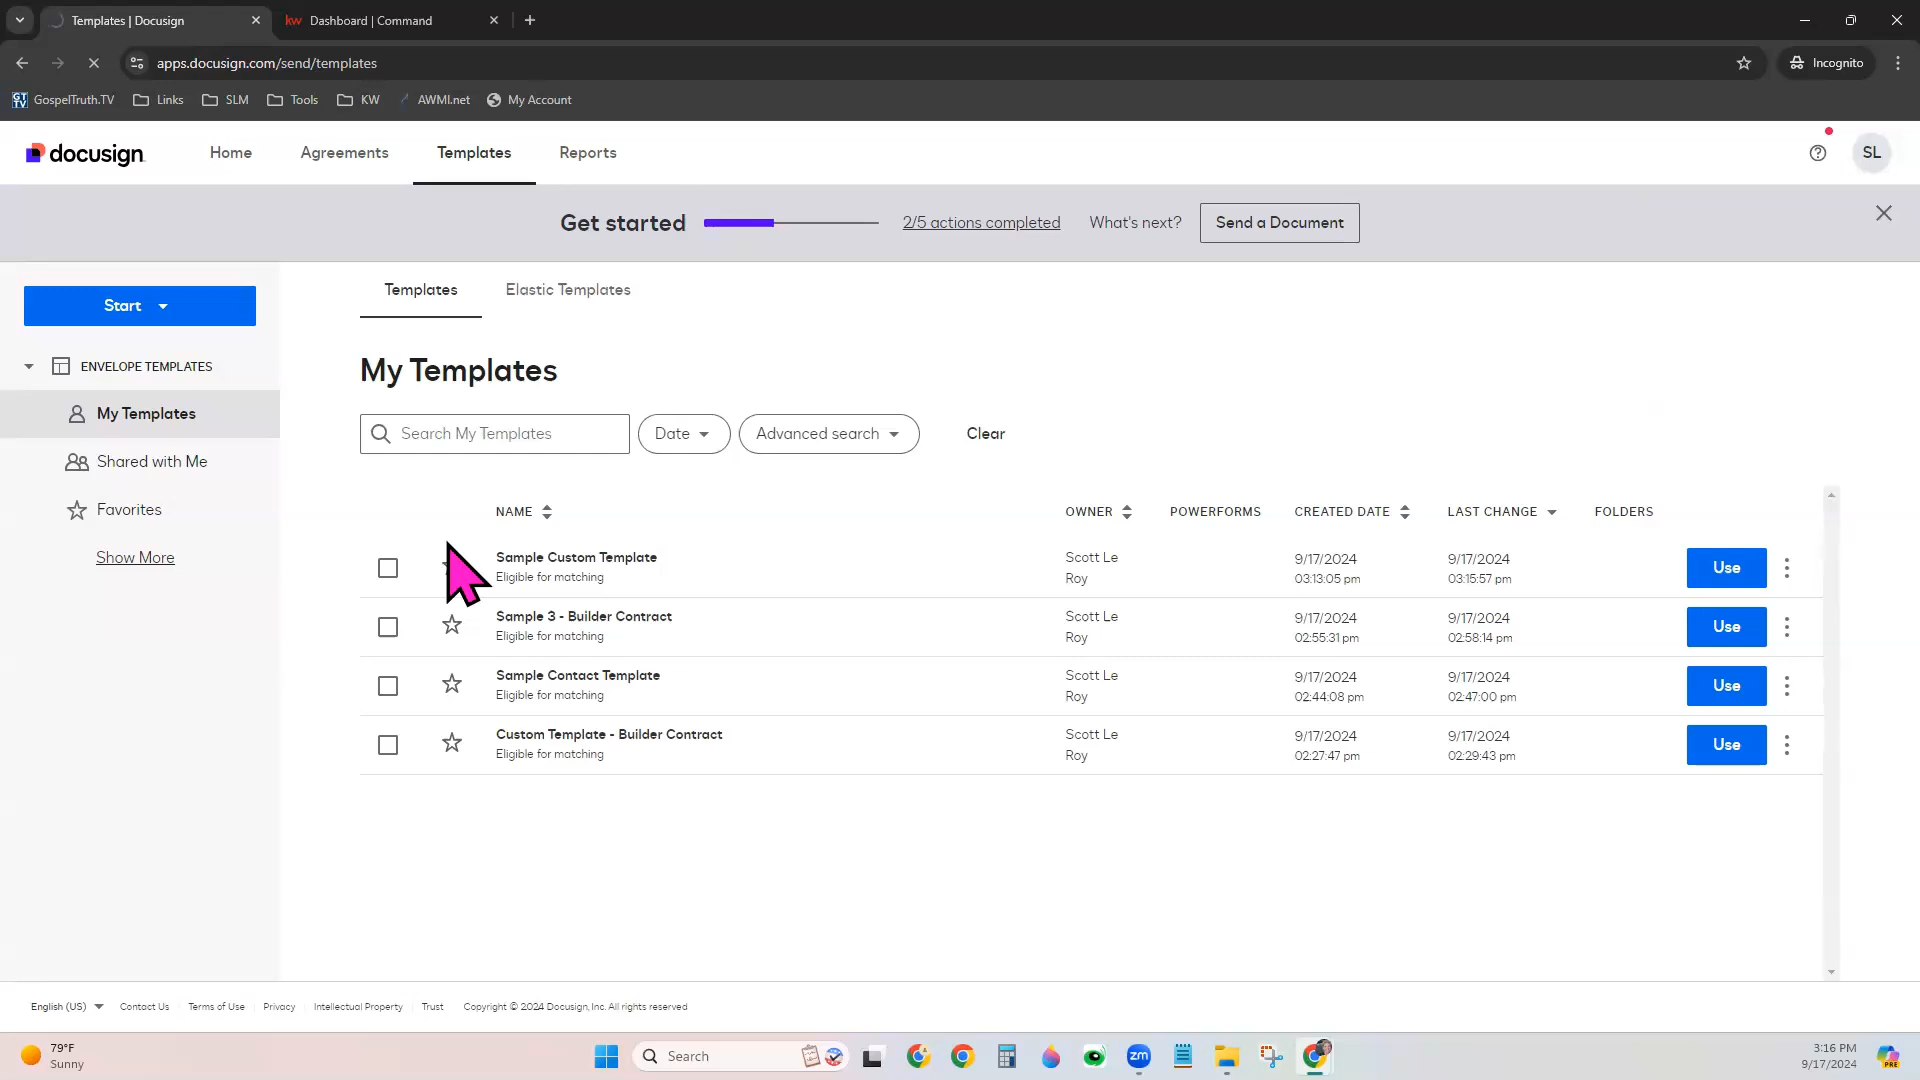 Templates | Docusign
kw Dashboard | Command
apps.docusign.com/send/templates
Incognito
GT TV GospelTruth.TV Links SLM Tools KW AWMI.net My Account
docusign Home Agreements Templates Reports SL
Get started 2/5 actions completed What's next? Send a Document
Start
Templates Elastic Templates
ENVELOPE TEMPLATES
My Templates
My Templates
Search My Templates Date Advanced search Clear
Shared with Me
Favorites
Show More
NAME OWNER POWERFORMS CREATED DATE LAST CHANGE FOLDERS
Sample Custom Template Scott Le 9/17/2024 9/17/2024 Use
Eligible for matching Roy 03:13:05 pm 03:15:57 pm
Sample 3 - Builder Contract Scott Le 9/17/2024 9/17/2024 Use
Eligible for matching Roy 02:55:31 pm 02:58:14 pm
Sample Contact Template Scott Le 9/17/2024 9/17/2024 Use
Eligible for matching Roy 02:44:08 pm 02:47:00 pm
Custom Template - Builder Contract Scott Le 9/17/2024 9/17/2024 Use
Eligible for matching Roy 02:27:47 pm 02:29:43 pm
English (US) Contact Us Terms of Use Privacy Intellectual Property Trust Copyright © 2024 Docusign, Inc. All rights reserved
79°F
Sunny
Search
zm
3:16 PM
9/17/2024
PRE